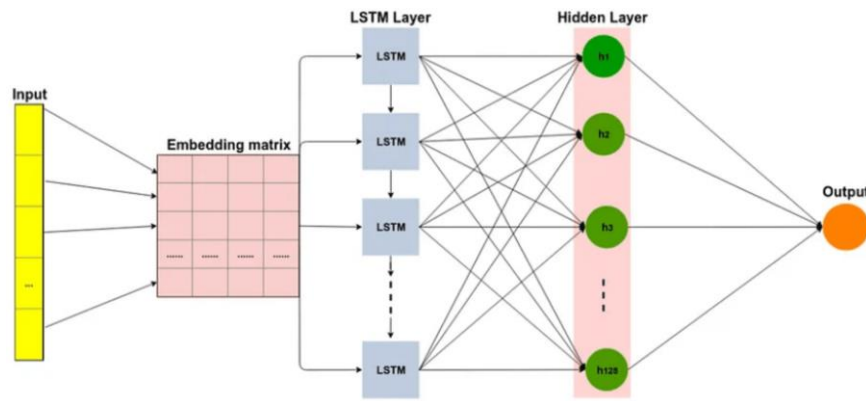 LSTM Layer
Hidden Layer
Input
Embedding matrix
Output
...
...... ...... ...... ......
LSTM
LSTM
LSTM
LSTM
h1
h2
h3
h128